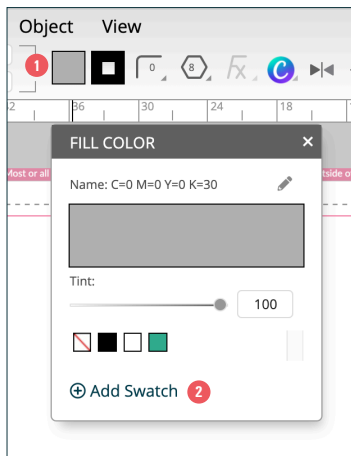 Object View
1 0 8 fx C
32 36 30 24 18
FILL COLOR ×
Most or all
tside o
Name: C=0 M=0 Y=0 K=30
Tint:
100
Add Swatch 2